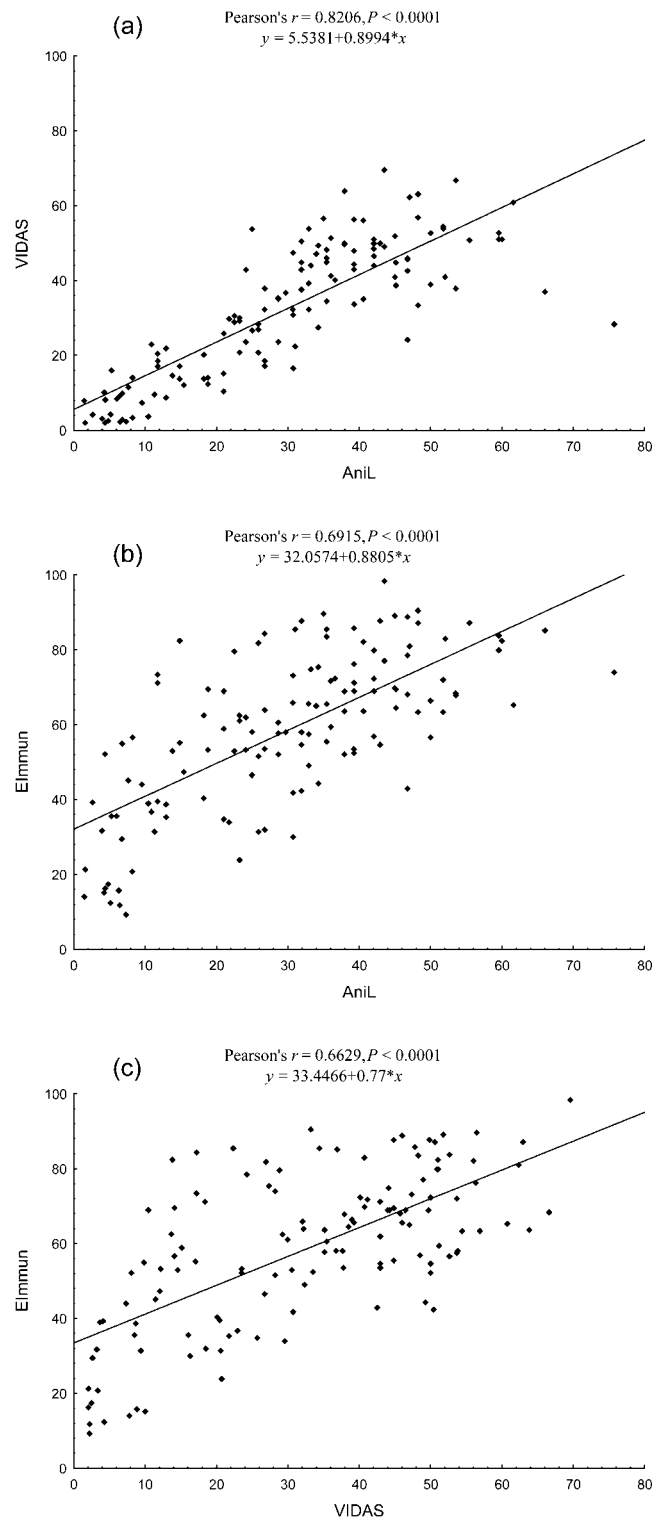 (a)
Pearson's r = 0.8206, P < 0.0001
y = 5.5381+0.8994*x
100
80
60
40
20
0
VIDAS
0 10 20 30 40 50 60 70 80
AniL
(b)
Pearson's r = 0.6915, P < 0.0001
y = 32.0574+0.8805*x
100
80
60
40
20
0
EImmun
0 10 20 30 40 50 60 70 80
AniL
(c)
Pearson's r = 0.6629, P < 0.0001
y = 33.4466+0.77*x
100
80
60
40
20
0
EImmun
0 10 20 30 40 50 60 70 80
VIDAS